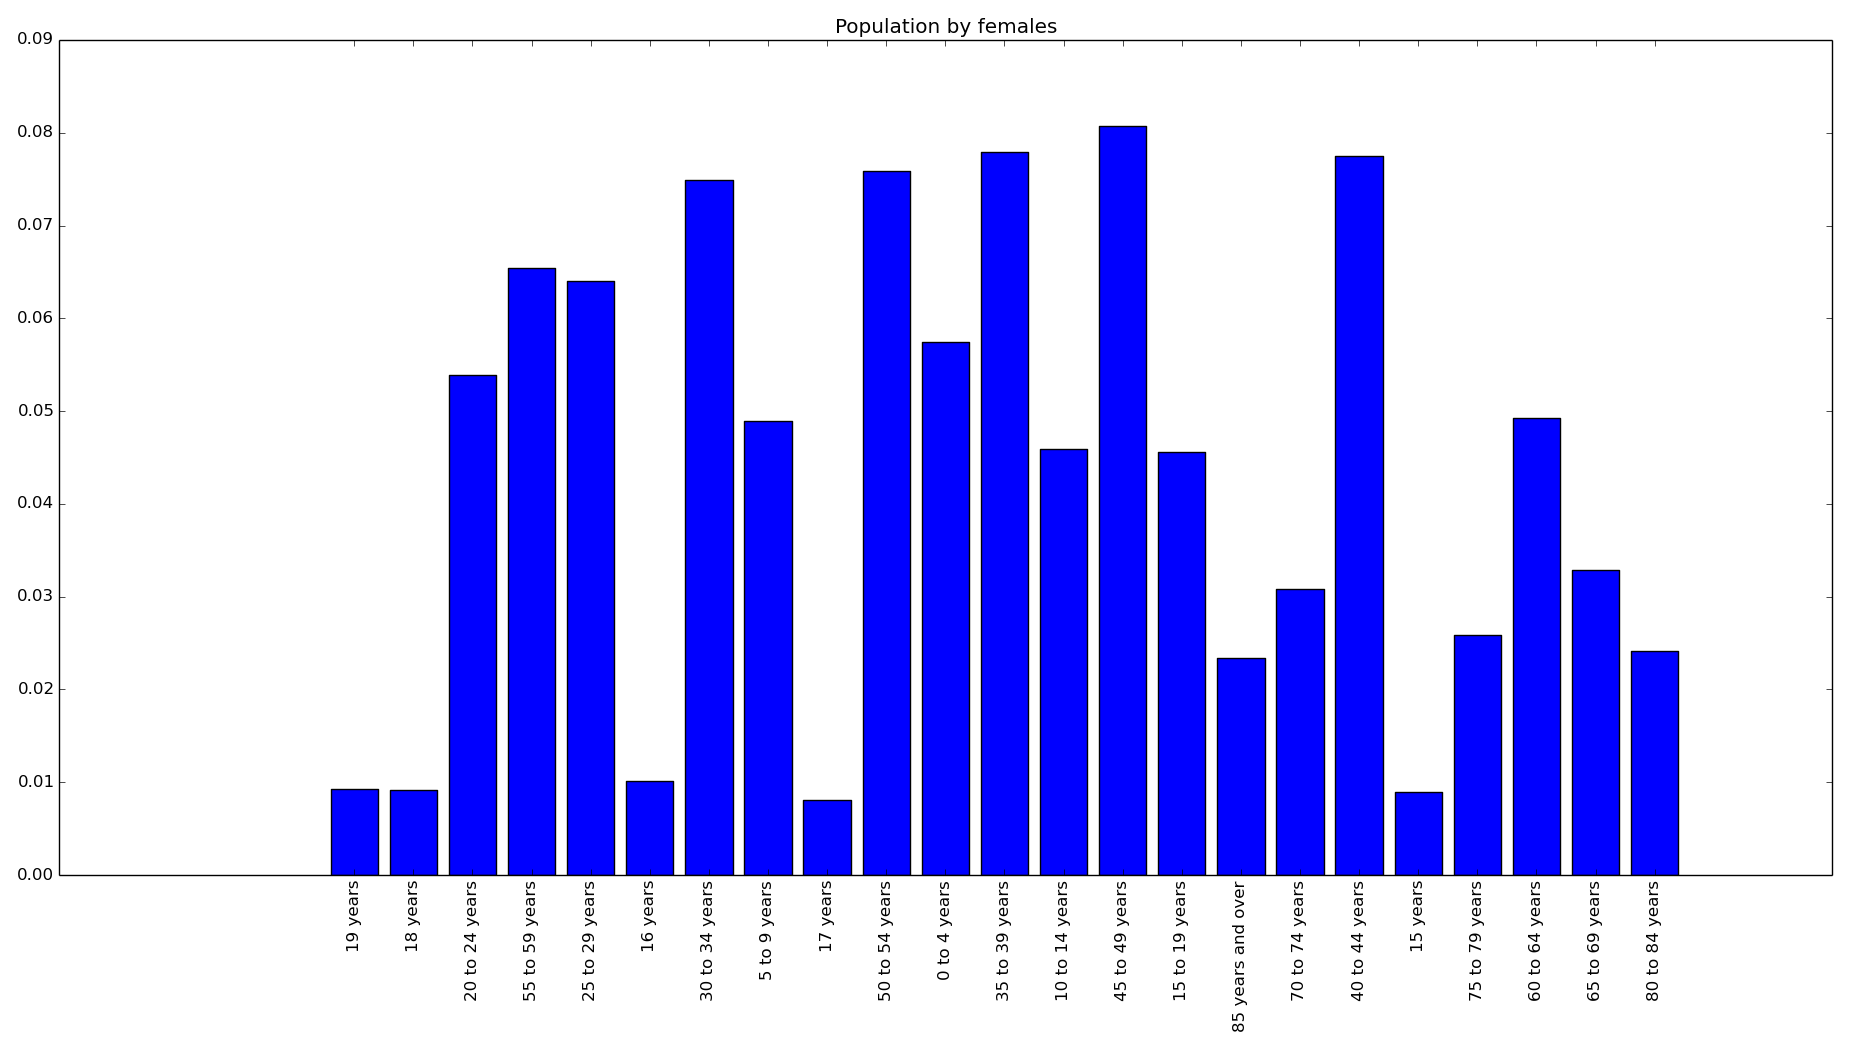 Population by females
0.09
0.08
0.07
0.06
0.05
0.04
0.03
0.02
0.01
0.00
19 years
18 years
20 to 24 years
55 to 59 years
25 to 29 years
16 years
30 to 34 years
5 to 9 years
17 years
50 to 54 years
0 to 4 years
35 to 39 years
10 to 14 years
45 to 49 years
15 to 19 years
85 years and over
70 to 74 years
40 to 44 years
15 years
75 to 79 years
60 to 64 years
65 to 69 years
80 to 84 years